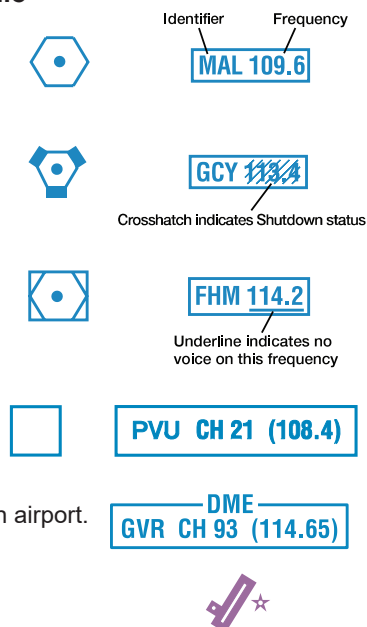 Identifier Frequency
MAL 109.6
GCY 113.4
Crosshatch indicates Shutdown status
FHM 114.2
Underline indicates no
voice on this frequency
PVU CH 21 (108.4)
n airport.
DME
GVR CH 93 (114.65)